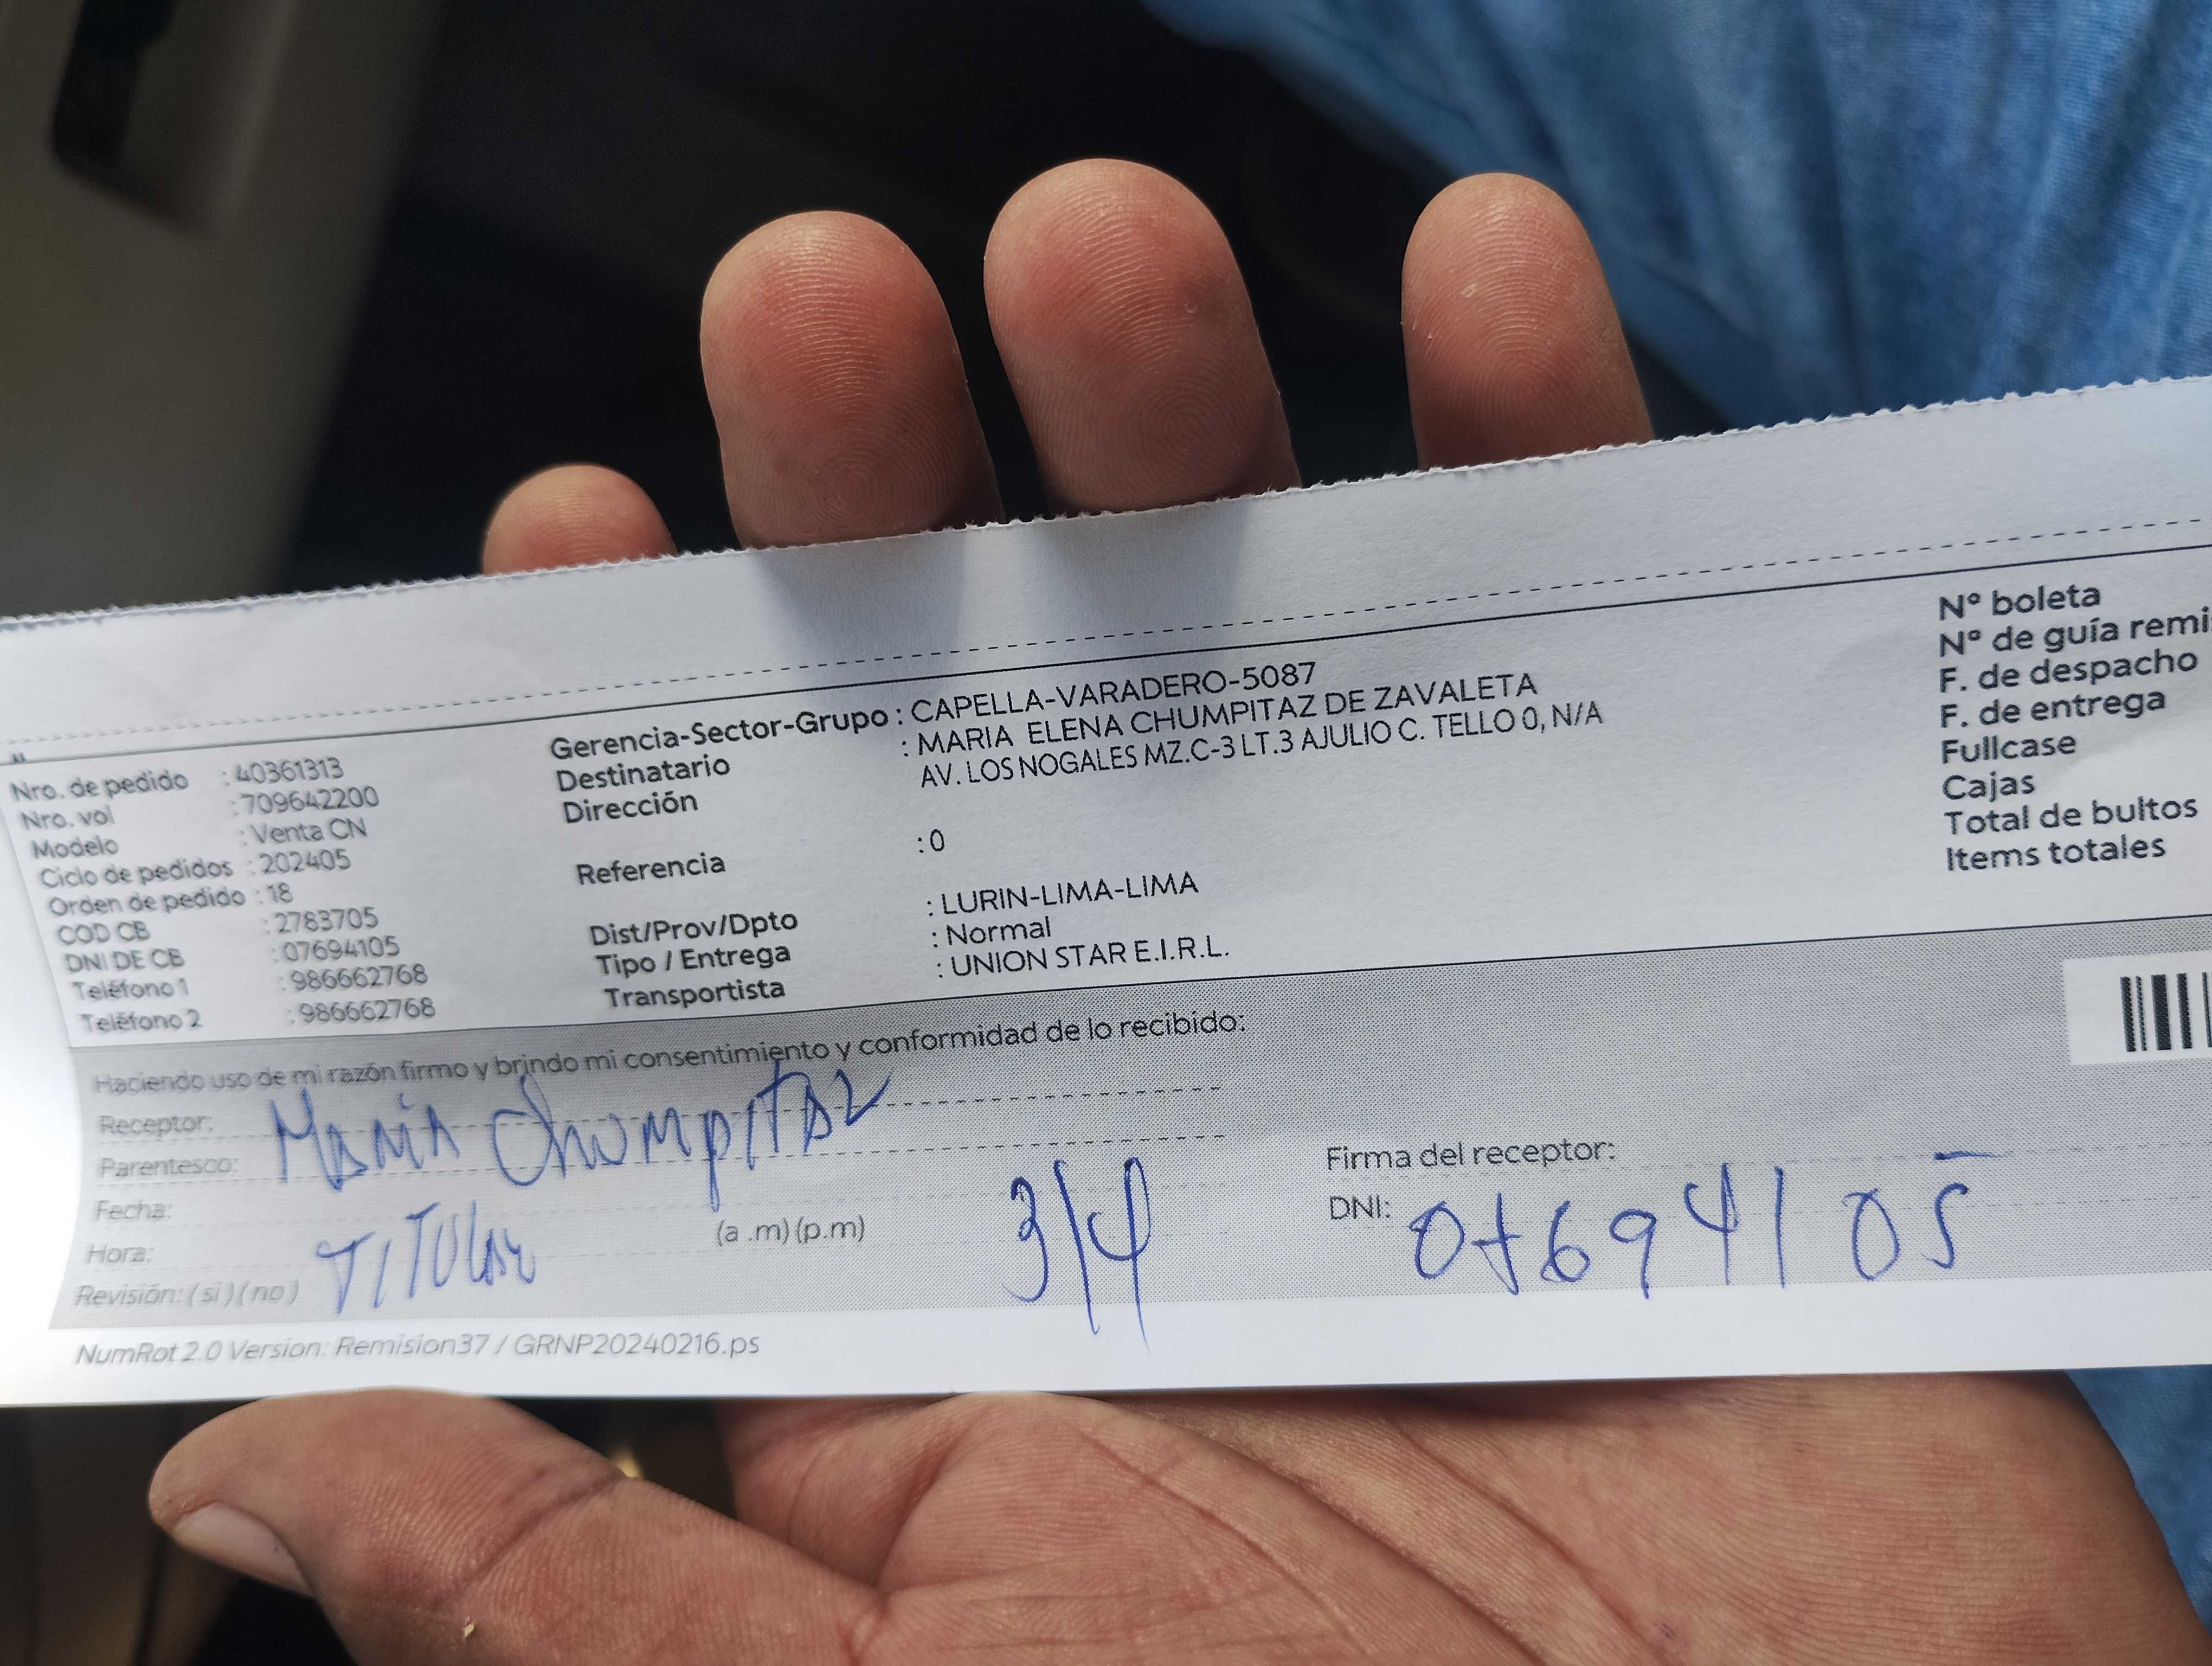 Nro. de pedido : 40361313
Nro. vol : 709642200
Modelo : Venta CN
Ciclo de pedidos : 202405
Orden de pedido : 18
COD CB : 2783705
DNI DE CB : 07694105
Teléfono 1 : 986662768
Teléfono 2 : 986662768
Gerencia-Sector-Grupo : CAPELLA-VARADERO-5087
Destinatario : MARIA ELENA CHUMPITAZ DE ZAVALETA
Dirección AV. LOS NOGALES MZ.C-3 LT.3 AJULIO C. TELLO 0, N/A
Referencia : 0
Dist/Prov/Dpto : LURIN-LIMA-LIMA
Tipo / Entrega : Normal
Transportista : UNION STAR E.I.R.L.
N° boleta
N° de guía remi
F. de despacho
F. de entrega
Fullcase
Cajas
Total de bultos
Items totales
Haciendo uso de mi razón firmo y brindo mi consentimiento y conformidad de lo recibido:
Receptor: María Chumpitaz
Parentesco:
Fecha:
Hora: (a .m) (p.m) 3/4
Revisión: ( si ) ( no ) TITULAR
Firma del receptor:
DNI: 07694105
NumRot 2.0 Version: Remision37 / GRNP20240216.ps